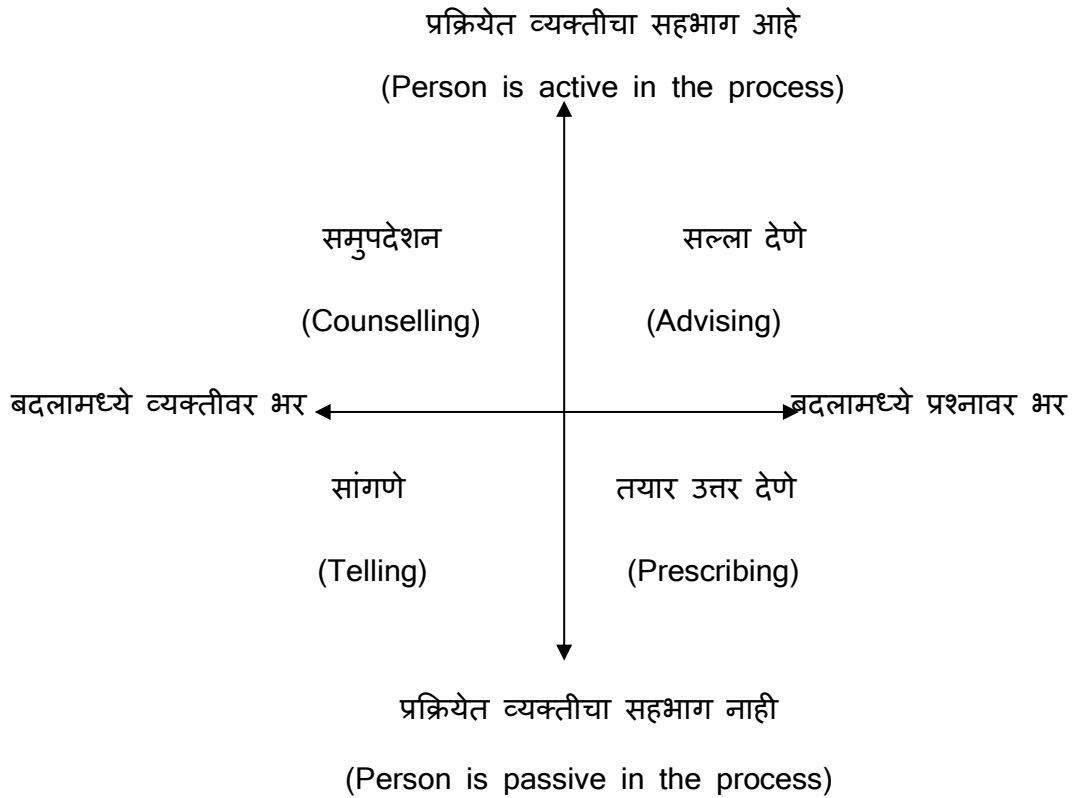 प्रक्रियेत व्यक्तीचा सहभाग आहे
(Person is active in the process)
समुपदेशन सल्ला देणे
(Counselling) (Advising)
बदलामध्ये व्यक्तीवर भर बदलामध्ये प्रश्नावर भर
सांगणे तयार उत्तर देणे
(Telling) (Prescribing)
प्रक्रियेत व्यक्तीचा सहभाग नाही
(Person is passive in the process)